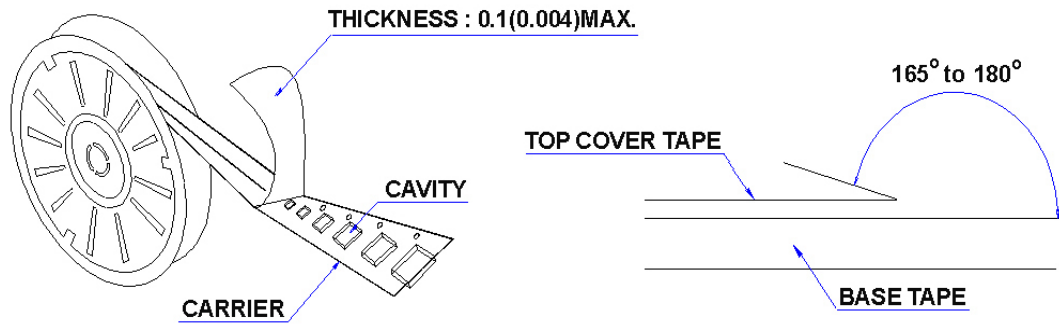 THICKNESS : 0.1(0.004)MAX.
CAVITY
CARRIER
165° to 180°
TOP COVER TAPE
BASE TAPE